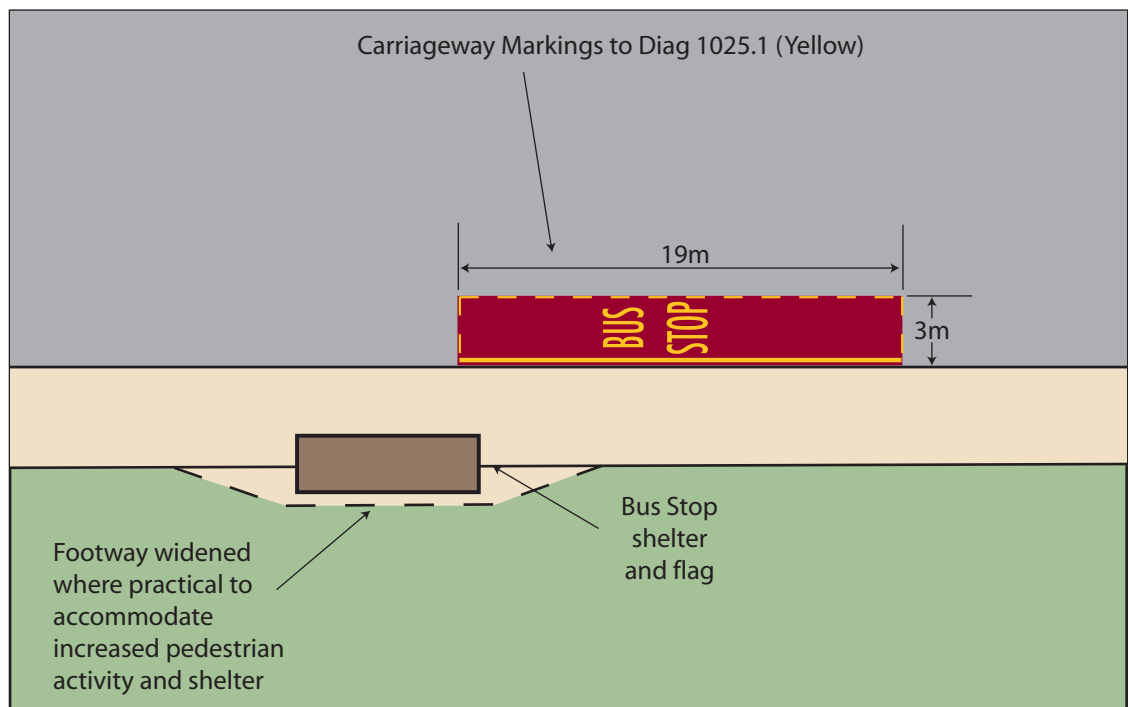 Carriageway Markings to Diag 1025.1 (Yellow)
19m
3m
BUS
STOP
Bus Stop
shelter
and flag
Footway widened
where practical to
accommodate
increased pedestrian
activity and shelter